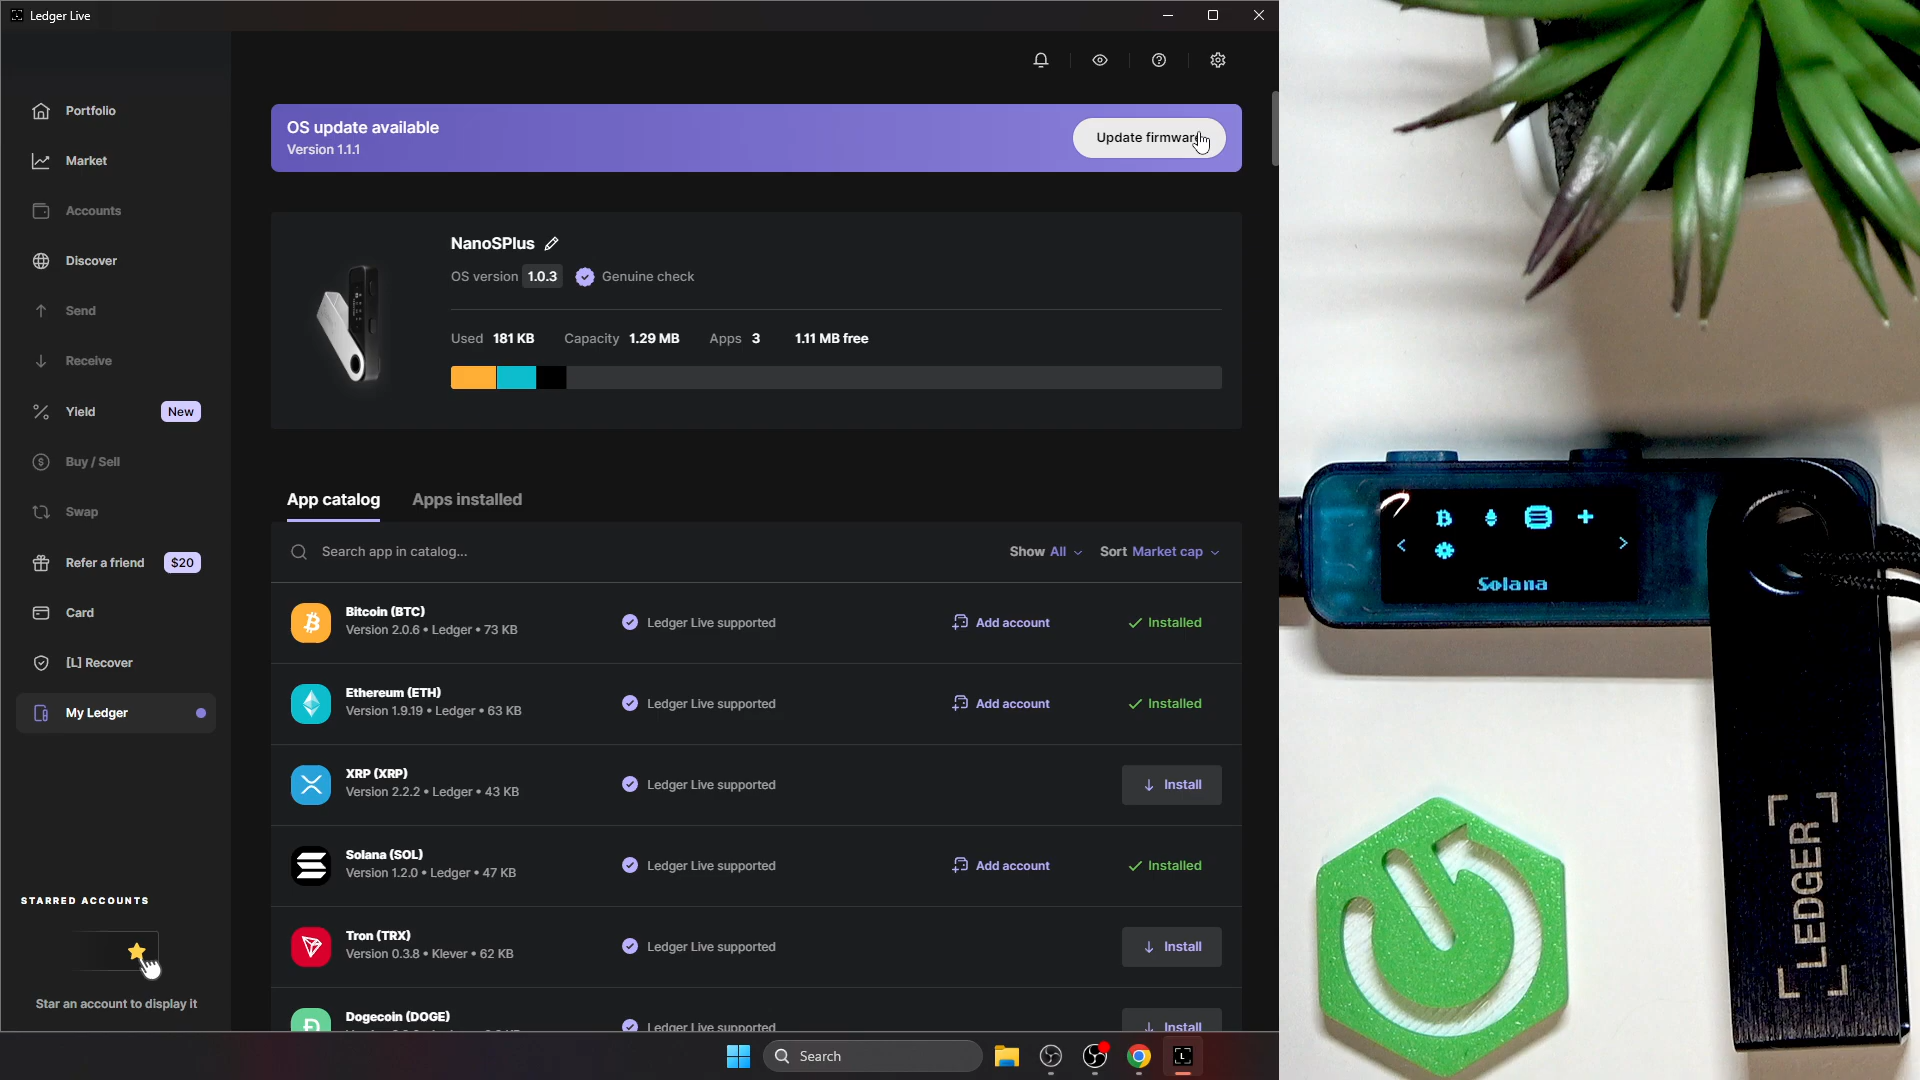 Ledger Live
Portfolio
Market
Accounts
Discover
Send
Receive
Yield New
Buy / Sell
Swap
Refer a friend $20
Card
[L] Recover
My Ledger
STARRED ACCOUNTS
Star an account to display it
OS update available
Version 1.1.1
Update firmware
NanoSPlus
OS version 1.0.3 Genuine check
Used 181 KB Capacity 1.29 MB Apps 3 1.11 MB free
App catalog Apps installed
Search app in catalog... Show All Sort Market cap
Bitcoin (BTC)
Version 2.0.6 • Ledger • 73 KB
Ledger Live supported Add account Installed
Ethereum (ETH)
Version 1.9.19 • Ledger • 63 KB
Ledger Live supported Add account Installed
XRP (XRP)
Version 2.2.2 • Ledger • 43 KB
Ledger Live supported Install
Solana (SOL)
Version 1.2.0 • Ledger • 47 KB
Ledger Live supported Add account Installed
Tron (TRX)
Version 0.3.8 • Klever • 62 KB
Ledger Live supported Install
Dogecoin (DOGE)
Ledger Live supported Install
Search
Solana
LEDGER